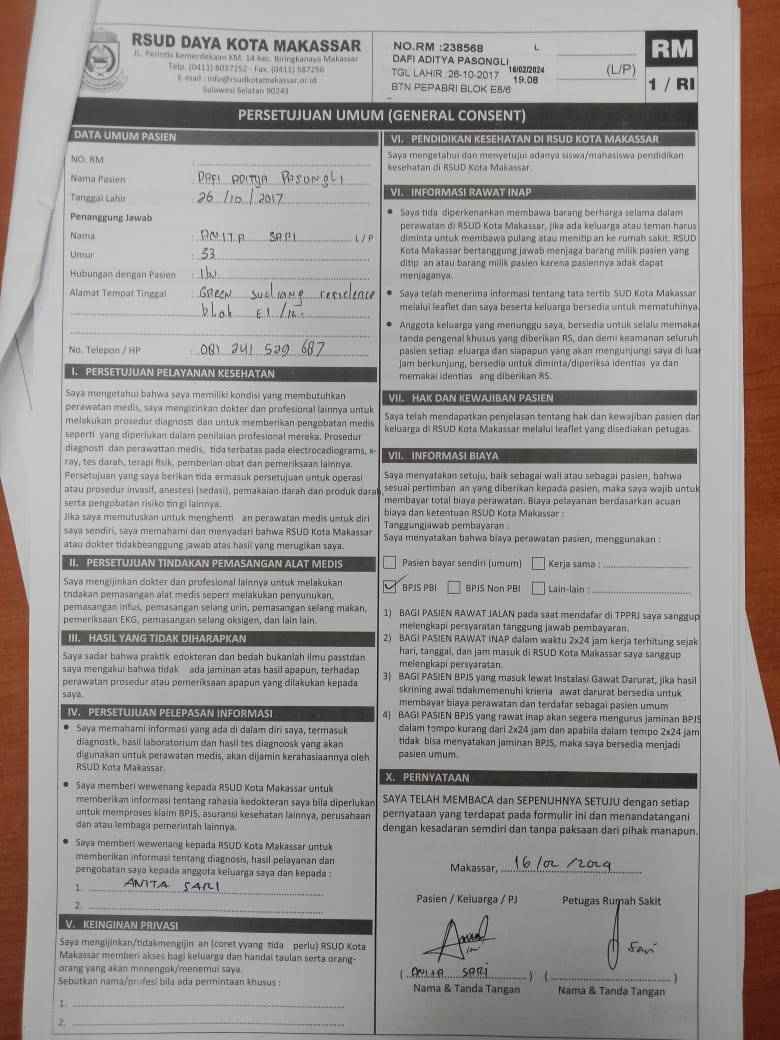 RSUD DAYA KOTA MAKASSAR
JL. Perintis Kemerdekaan KM. 14 Kec. Biringkanaya Makassar
Telp. (0411) 8037252 - Fax. (0411) 587256
E-mail : info@rsudkotamakassar.or.id
Sulawesi Selatan 90241
NO.RM :238568 L
DAFI ADITYA PASONGLI
TGL LAHIR :26-10-2017 16/02/2024
19.08
BTN PEPABRI BLOK E8/6
(L/P)
RM
1 / RI
PERSETUJUAN UMUM (GENERAL CONSENT)
DATA UMUM PASIEN
NO. RM :
Nama Pasien : DAFI ADITYA PASONGLI
Tanggal Lahir : 26 / 10 / 2017
Penanggung Jawab
Nama : ANITA SARI L / P
Umur : 33
Hubungan dengan Pasien : Ibu
Alamat Tempat Tinggal : Green sudiang residence
blok E1 /12.
No. Telepon / HP : 081 241 529 687
I. PERSETUJUAN PELAYANAN KESEHATAN
Saya mengetahui bahwa saya memiliki kondisi yang membutuhkan
perawatan medis, saya mengizinkan dokter dan profesional lainnya untuk
melakukan prosedur diagnosti dan untuk memberikan pengobatan medis
seperti yang diperlukan dalam penilaian profesional mereka. Prosedur
diagnosti dan perawattan medis, tida terbatas pada electrocardiograms, x-
ray, tes darah, terapi fisik, pemberian obat dan pemeriksaan lainnya.
Persetujuan yang saya berikan tida ermasuk persetujuan untuk operasi
atau prosedur invasif, anestesi (sedasi), pemakaian darah dan produk darah,
serta pengobatan risiko tin gi lainnya.
Jika saya memutuskan untuk menghenti an perawatan medis untuk diri
saya sendiri, saya memahami dan menyadari bahwa RSUD Kota Makassar
atau dokter tidakbeanggung jawab atas hasil yang merugikan saya.
II. PERSETUJUAN TINDAKAN PEMASANGAN ALAT MEDIS
Saya mengijinkan dokter dan profesional lainnya untuk melakukan
tndakan pemasangan alat medis seperr melakukan penyunukan,
pemasangan infus, pemasangan selang urin, pemasangan selang makan,
pemeriksaan EKG, pemasangan selang oksigen, dan lain lain.
III. HASIL YANG TIDAK DIHARAPKAN
Saya sadar bahwa praktik edokteran dan bedah bukanlah ilmu passtdan
saya mengakui bahwa tidak ada jaminan atas hasil apapun, terhadap
perawatan prosedur atau pemeriksaan apapun yang dilakukan kepada
saya.
IV. PERSETUJUAN PELEPASAN INFORMASI
• Saya memahami informasi yang ada di dalam diri saya, termasuk
diagnostk, hasil laboratorium dan hasil tes diagnoosk yang akan
digunakan untuk perawatan medis, akan dijamin kerahasiaannya oleh
RSUD Kota Makassar.
• Saya memberi wewenang kepada RSUD Kota Makassar untuk
memberikan informasi tentang rahasia kedokteran saya bila diperlukan
untuk memproses klaim BPJS, asuransi kesehatan lainnya, perusahaan
dan atau lembaga pemerintah lainnya.
• Saya memberi wewenang kepada RSUD Kota Makassar untuk
memberikan informasi tentang diagnosis, hasil pelayanan dan
pengobatan saya kepada anggota keluarga saya dan kepada :
1. ANITA SARI
2.
V. KEINGINAN PRIVASI
Saya mengijinkan/tidakmengijin an (coret yyang tida perlu) RSUD Kota
Makassar memberi akses bagi keluarga dan handai taulan serta orang-
orang yang akan menengok/menemui saya.
Sebutkan nama/profesi bila ada permintaan khusus :
1.
2.
VI. PENDIDIKAN KESEHATAN DI RSUD KOTA MAKASSAR
Saya mengetahui dan menyetujui adanya siswa/mahasiswa pendidikan
kesehatan di RSUD Kota Makassar.
VI. INFORMASI RAWAT INAP
• Saya tida diperkenankan membawa barang berharga selama dalam
perawatan di RSUD Kota Makassar, jika ada keluarga atau teman harus
diminta untuk membawa pulang atau menitip an ke rumah sakit. RSUD
Kota Makassar bertanggung jawab menjaga barang milik pasien yang
ditip an atau barang milik pasien karena pasiennya adak dapat
menjaganya.
• Saya telah menerima informasi tentang tata tertib SUD Kota Makassar
melalui leaflet dan saya beserta keluarga bersedia untuk mematuhinya.
• Anggota keluarga yang menunggu saya, bersedia untuk selalu memakai
tanda pengenal khusus yang diberikan RS, dan demi keamanan seluruh
pasien setiap eluarga dan siapapun yang akan mengunjungi saya di luar
jam berkunjung, bersedia untuk diminta/diperiksa identias ya dan
memakai identias ang diberikan RS.
VII. HAK DAN KEWAJIBAN PASIEN
Saya telah mendapatkan penjelasan tentang hak dan kewajiban pasien dan
keluarga di RSUD Kota Makassar melalui leaflet yang disediakan petugas.
VII. INFORMASI BIAYA
Saya menyatakan setuju, baik sebagai wali atau sebagai pasien, bahwa
sesuai pertimban an yang diberikan kepada pasien, maka saya wajib untuk
membayar total biaya perawatan. Biaya pelayanan berdasarkan acuan
biaya dan ketentuan RSUD Kota Makassar :
Tanggungjawab pembayaran :
Saya menyatakan bahwa biaya perawatan pasien, menggunakan :
Pasien bayar sendiri (umum) Kerja sama :
BPJS PBI BPJS Non PBI Lain-lain :
1) BAGI PASIEN RAWAT JALAN pada saat mendafar di TPPRJ saya sanggup
melengkapi persyaratan tanggung jawab pembayaran.
2) BAGI PASIEN RAWAT INAP dalam waktu 2x24 jam kerja terhitung sejak
hari, tanggal, dan jam masuk di RSUD Kota Makassar saya sanggup
melengkapi persyaratan.
3) BAGI PASIEN BPJS yang masuk lewat Instalasi Gawat Darurat, jika hasil
skrining awal tidakmemenuhi krieria awat darurat bersedia untuk
membayar biaya perawatan dan terdafar sebagai pasien umum
4) BAGI PASIEN BPJS yang rawat inap akan segera mengurus jaminan BPJS
dalam tempo kurang dari 2x24 jam dan apabila dalam tempo 2x24 jam
tidak bisa menyatakan jaminan BPJS, maka saya bersedia menjadi
pasien umum.
X. PERNYATAAN
SAYA TELAH MEMBACA dan SEPENUHNYA SETUJU dengan setiap
pernyataan yang terdapat pada formulir ini dan menandatangani
dengan kesadaran semdiri dan tanpa paksaan dari pihak manapun.
Makassar, 16/02/2024
Pasien / Keluarga / PJ Petugas Rumah Sakit
Sari
( ANITA SARI ) ( )
Nama & Tanda Tangan Nama & Tanda Tangan